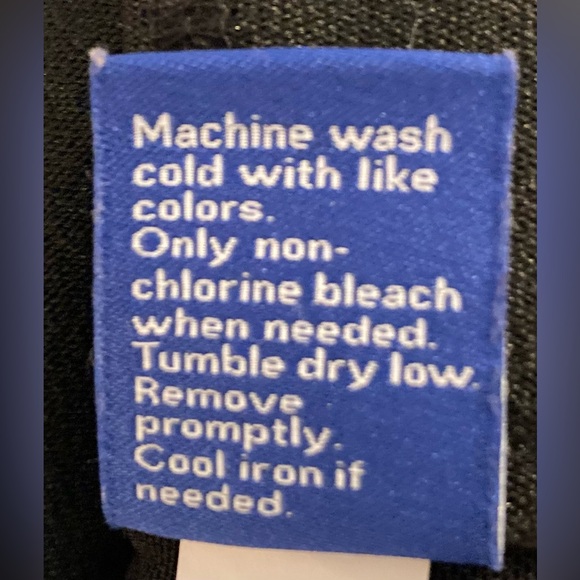 Machine wash
cold with like
colors.
Only non-
chlorine bleach
when needed.
Tumble dry low.
Remove
promptly.
Cool iron if
needed.